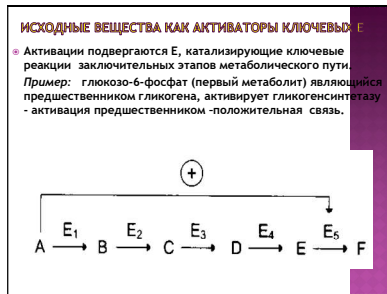 ИСХОДНЫЕ ВЕЩЕСТВА КАК АКТИВАТОРЫ КЛЮЧЕВЫХ Е
Активации подвергаются Е, катализирующие ключевые
реакции заключительных этапов метаболического пути.
Пример: глюкозо-6-фосфат (первый метаболит) являющийся
предшественником гликогена, активирует гликогенсинтетазу
- активация предшественником -положительная связь.
+
E1 E2 E3 E4 E5
A → B → C → D → E → F